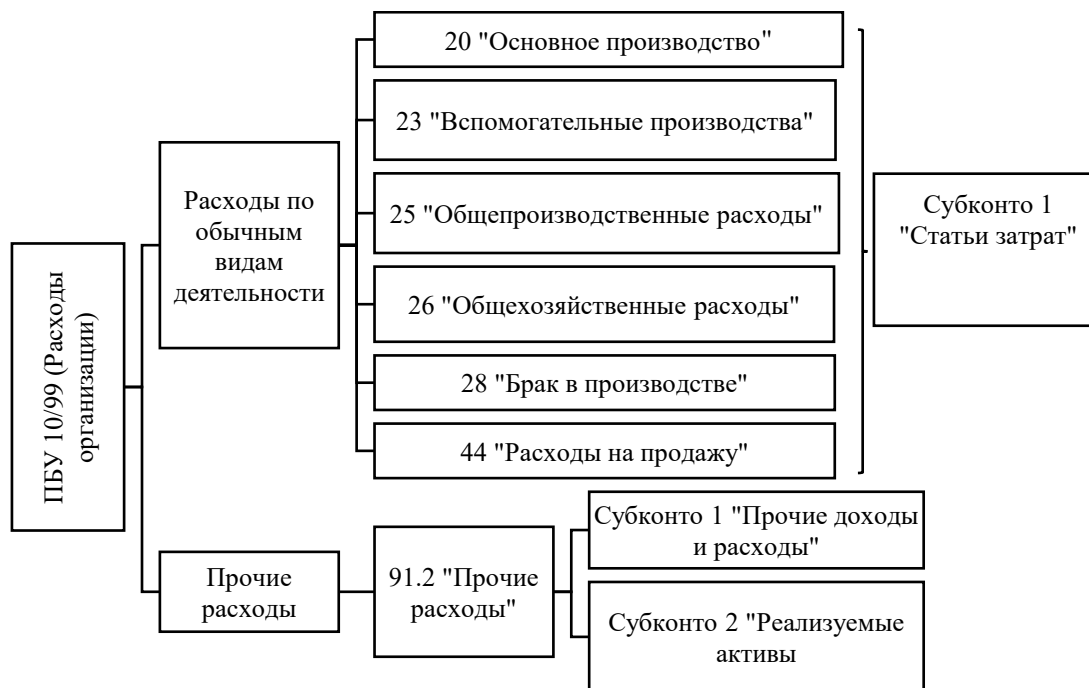 ПБУ 10/99 (Расходы
организации)
Расходы по
обычным
видам
деятельности
20 "Основное производство"
23 "Вспомогательные производства"
25 "Общепроизводственные расходы"
26 "Общехозяйственные расходы"
28 "Брак в производстве"
44 "Расходы на продажу"
Субконто 1
"Статьи затрат"
Прочие
расходы
91.2 "Прочие
расходы"
Субконто 1 "Прочие доходы
и расходы"
Субконто 2 "Реализуемые
активы